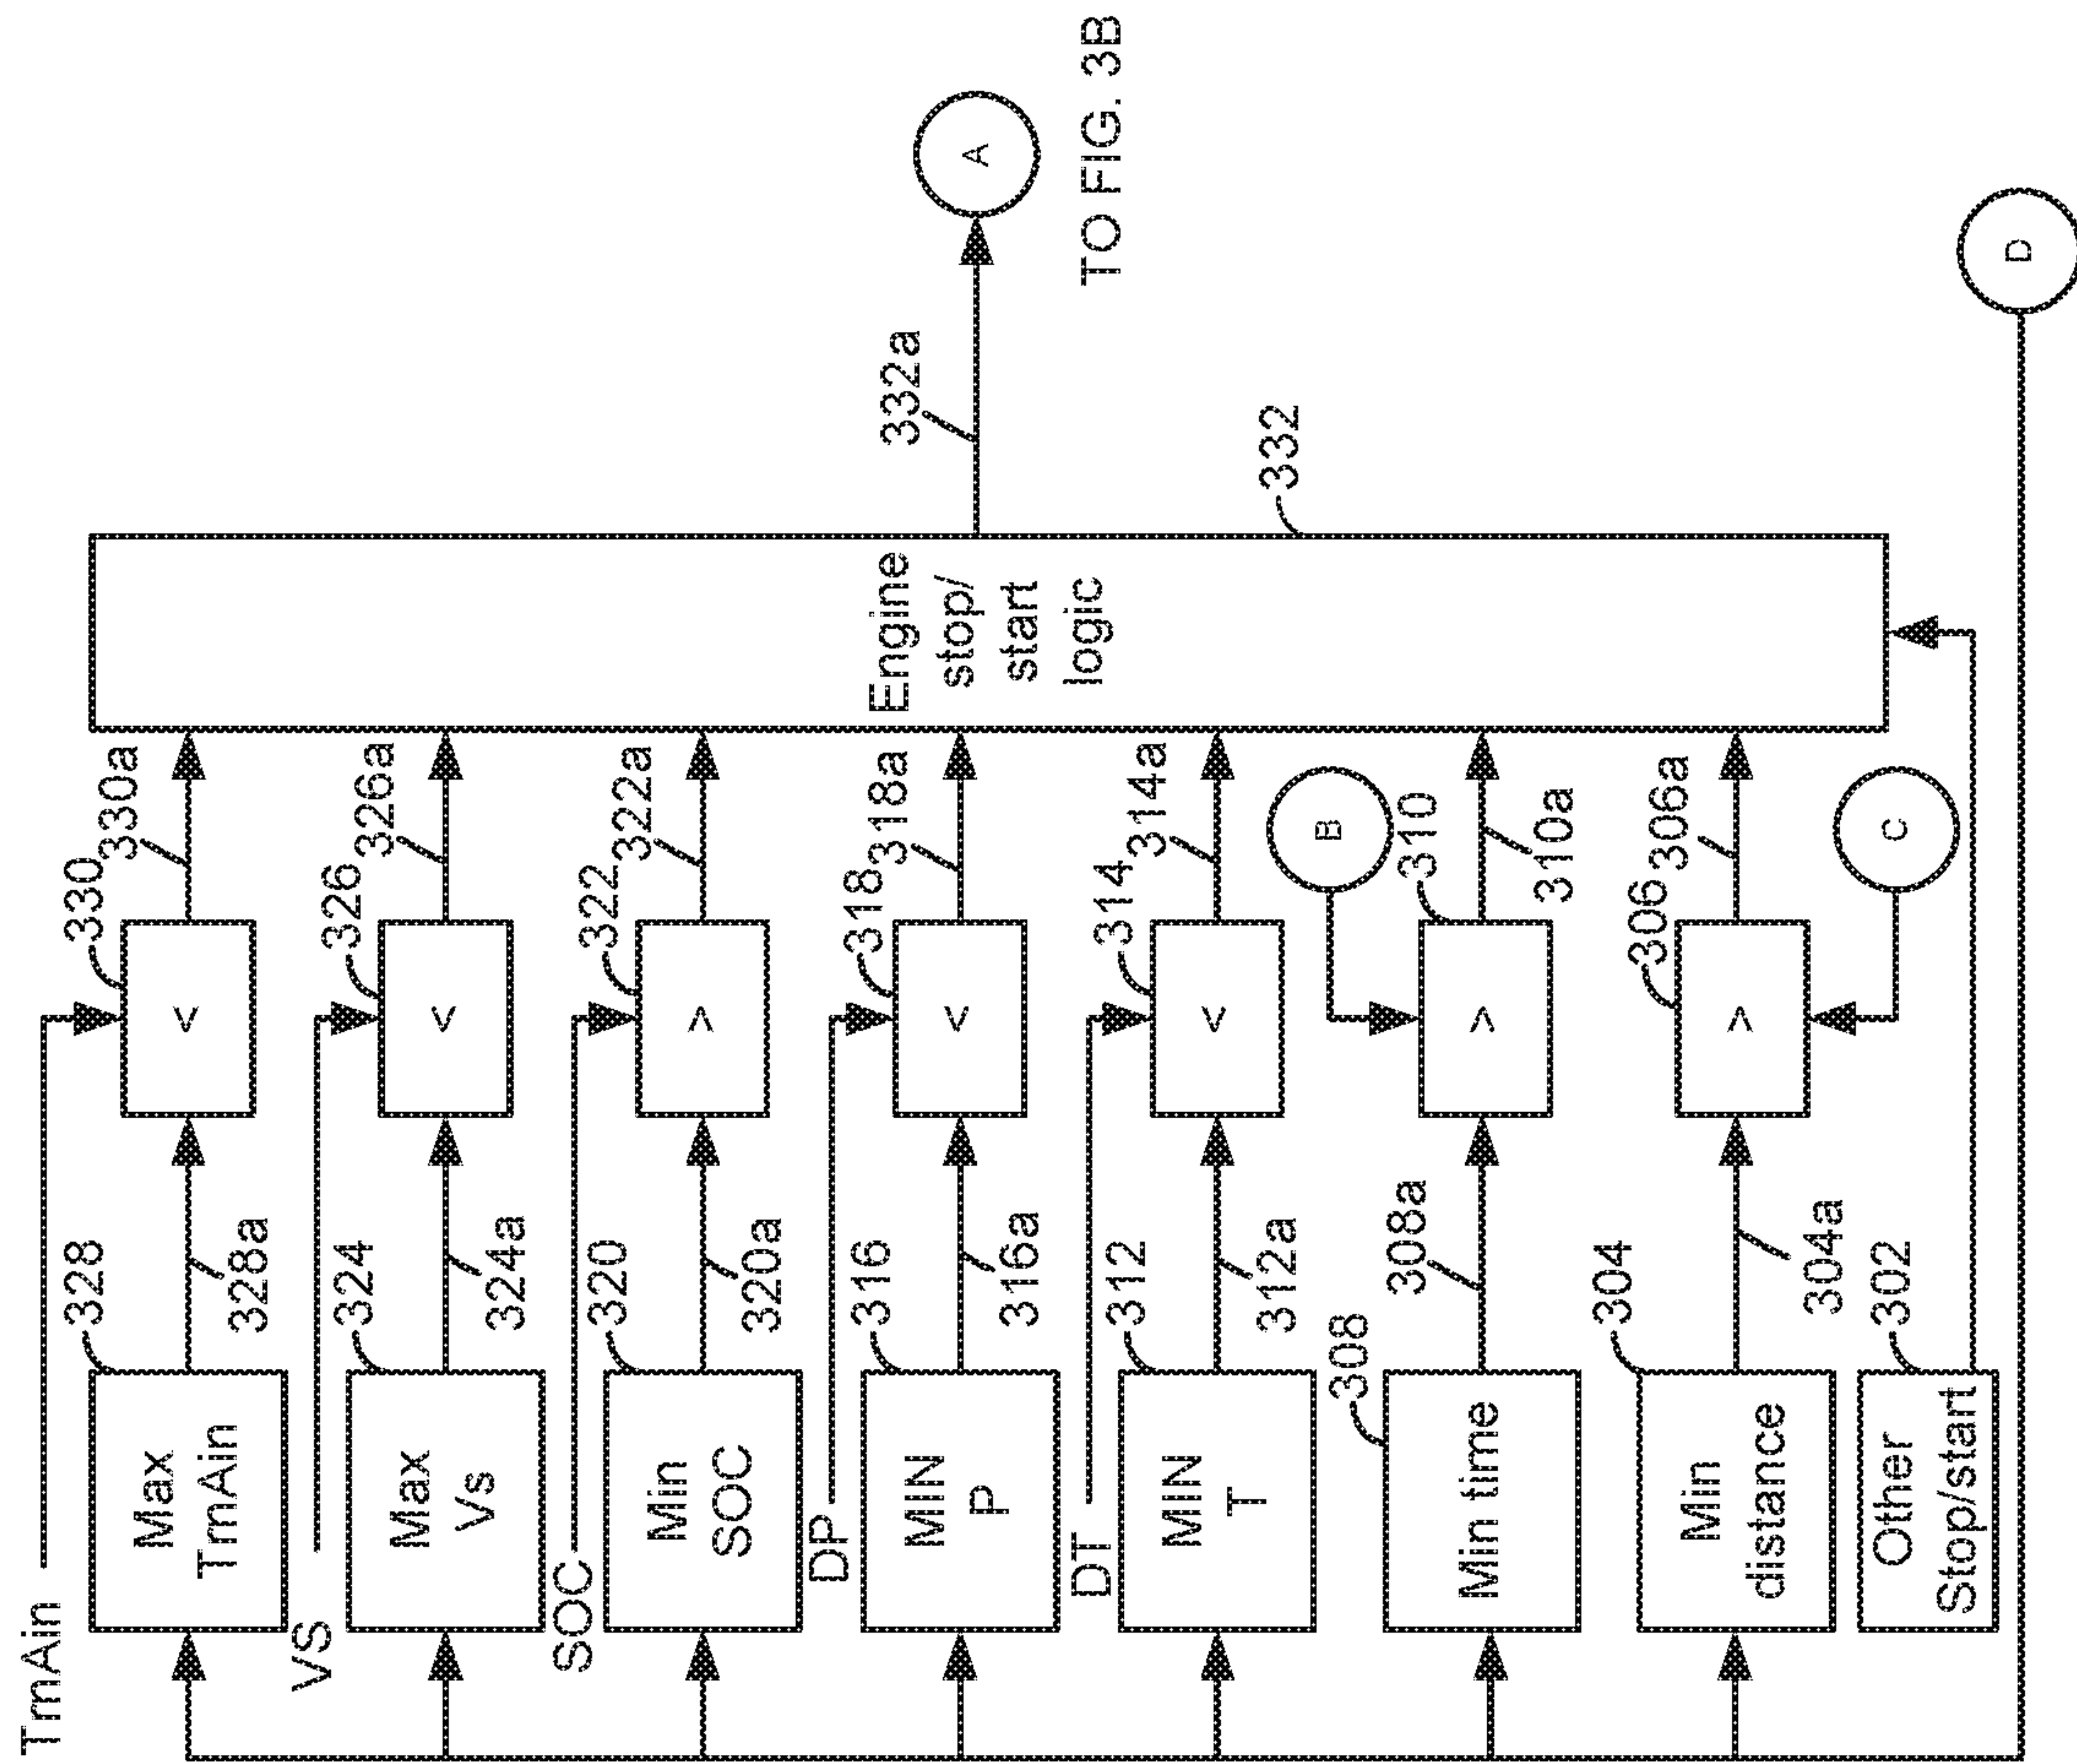 TrnAin
328
Max
TrnAin
328a
330
<
330a
VS
324
Max
Vs
324a
326
<
326a
SOC
320
Min
SOC
320a
322
>
322a
DP
316
MIN
P
316a
318
<
318a
DT
312
MIN
T
312a
314
<
314a
B
308
Min time
308a
310
>
310a
304
Min
distance
304a
306
>
306a
C
302
Other
Stop/start
Engine
stop/
start
logic
332
332a
A
TO FIG. 3B
D